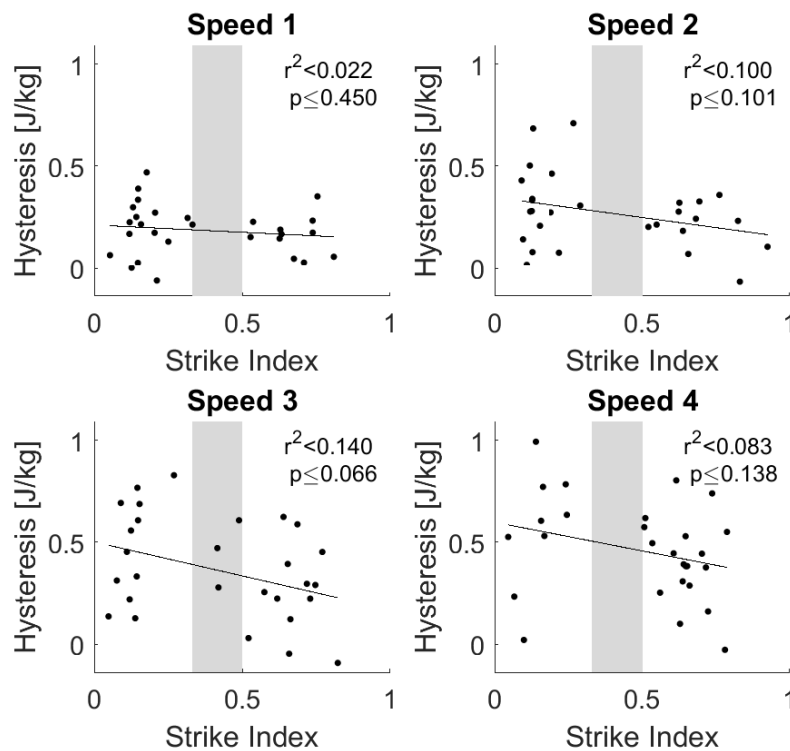 Speed 1
r²<0.022
p≤0.450
Hysteresis [J/kg]
1
0.5
0
0
0.5
1
Strike Index
Speed 2
r²<0.100
p≤0.101
Hysteresis [J/kg]
1
0.5
0
0
0.5
1
Strike Index
Speed 3
r²<0.140
p≤0.066
Hysteresis [J/kg]
1
0.5
0
0
0.5
1
Strike Index
Speed 4
r²<0.083
p≤0.138
Hysteresis [J/kg]
1
0.5
0
0
0.5
1
Strike Index